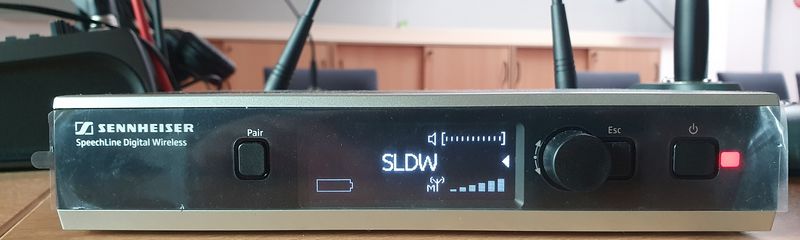 SENNHEISER
SpeechLine Digital Wireless
Pair
SLDW
M
Esc